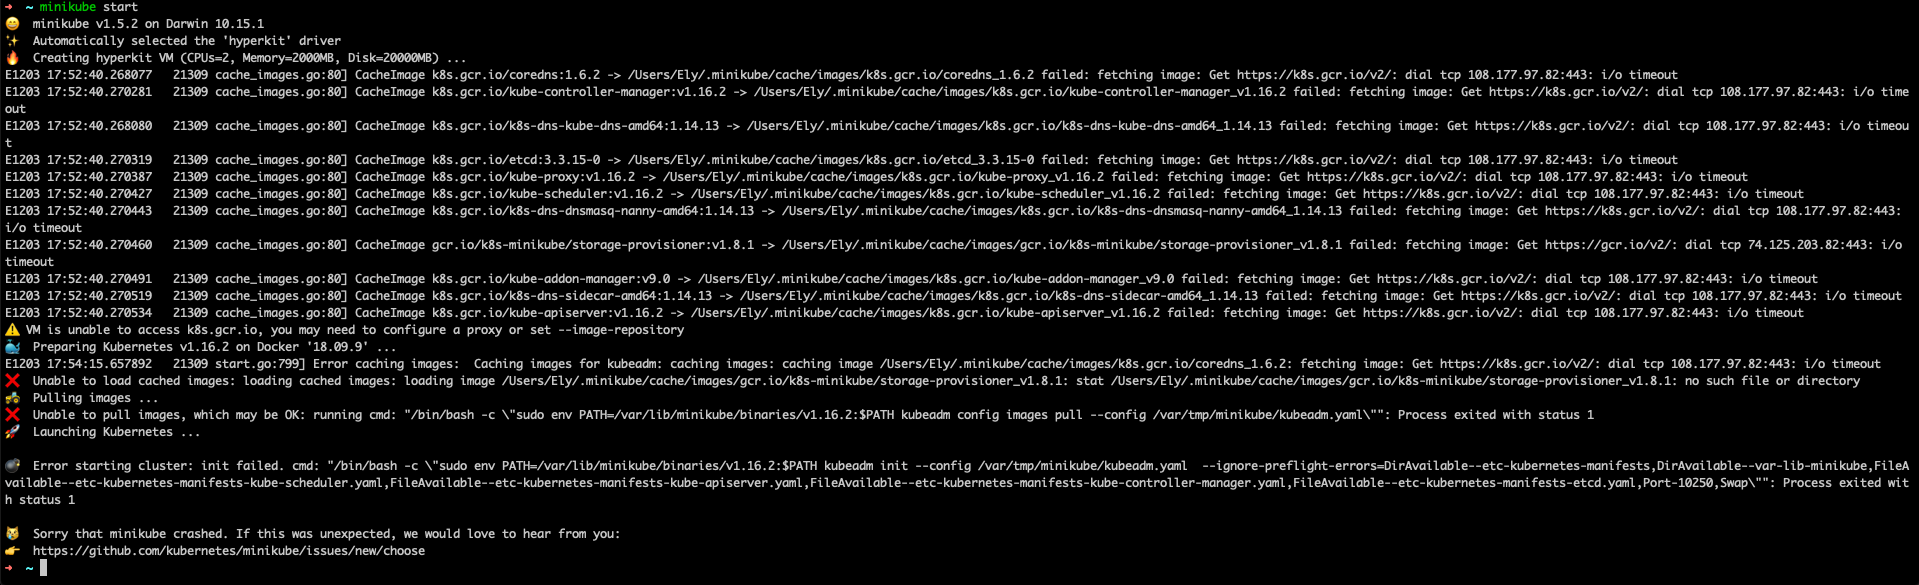 ➜ ~ minikube start
😄 minikube v1.5.2 on Darwin 10.15.1
✨ Automatically selected the 'hyperkit' driver
🔥 Creating hyperkit VM (CPUs=2, Memory=2000MB, Disk=20000MB) ...
E1203 17:52:40.268077 21309 cache_images.go:80] CacheImage k8s.gcr.io/coredns:1.6.2 -> /Users/Ely/.minikube/cache/images/k8s.gcr.io/coredns_1.6.2 failed: fetching image: Get https://k8s.gcr.io/v2/: dial tcp 108.177.97.82:443: i/o timeout
E1203 17:52:40.270281 21309 cache_images.go:80] CacheImage k8s.gcr.io/kube-controller-manager:v1.16.2 -> /Users/Ely/.minikube/cache/images/k8s.gcr.io/kube-controller-manager_v1.16.2 failed: fetching image: Get https://k8s.gcr.io/v2/: dial tcp 108.177.97.82:443: i/o time
out
E1203 17:52:40.268080 21309 cache_images.go:80] CacheImage k8s.gcr.io/k8s-dns-kube-dns-amd64:1.14.13 -> /Users/Ely/.minikube/cache/images/k8s.gcr.io/k8s-dns-kube-dns-amd64_1.14.13 failed: fetching image: Get https://k8s.gcr.io/v2/: dial tcp 108.177.97.82:443: i/o timeou
t
E1203 17:52:40.270319 21309 cache_images.go:80] CacheImage k8s.gcr.io/etcd:3.3.15-0 -> /Users/Ely/.minikube/cache/images/k8s.gcr.io/etcd_3.3.15-0 failed: fetching image: Get https://k8s.gcr.io/v2/: dial tcp 108.177.97.82:443: i/o timeout
E1203 17:52:40.270387 21309 cache_images.go:80] CacheImage k8s.gcr.io/kube-proxy:v1.16.2 -> /Users/Ely/.minikube/cache/images/k8s.gcr.io/kube-proxy_v1.16.2 failed: fetching image: Get https://k8s.gcr.io/v2/: dial tcp 108.177.97.82:443: i/o timeout
E1203 17:52:40.270427 21309 cache_images.go:80] CacheImage k8s.gcr.io/kube-scheduler:v1.16.2 -> /Users/Ely/.minikube/cache/images/k8s.gcr.io/kube-scheduler_v1.16.2 failed: fetching image: Get https://k8s.gcr.io/v2/: dial tcp 108.177.97.82:443: i/o timeout
E1203 17:52:40.270443 21309 cache_images.go:80] CacheImage k8s.gcr.io/k8s-dns-dnsmasq-nanny-amd64:1.14.13 -> /Users/Ely/.minikube/cache/images/k8s.gcr.io/k8s-dns-dnsmasq-nanny-amd64_1.14.13 failed: fetching image: Get https://k8s.gcr.io/v2/: dial tcp 108.177.97.82:443:
i/o timeout
E1203 17:52:40.270460 21309 cache_images.go:80] CacheImage gcr.io/k8s-minikube/storage-provisioner:v1.8.1 -> /Users/Ely/.minikube/cache/images/gcr.io/k8s-minikube/storage-provisioner_v1.8.1 failed: fetching image: Get https://gcr.io/v2/: dial tcp 74.125.203.82:443: i/o
timeout
E1203 17:52:40.270491 21309 cache_images.go:80] CacheImage k8s.gcr.io/kube-addon-manager:v9.0 -> /Users/Ely/.minikube/cache/images/k8s.gcr.io/kube-addon-manager_v9.0 failed: fetching image: Get https://k8s.gcr.io/v2/: dial tcp 108.177.97.82:443: i/o timeout
E1203 17:52:40.270519 21309 cache_images.go:80] CacheImage k8s.gcr.io/k8s-dns-sidecar-amd64:1.14.13 -> /Users/Ely/.minikube/cache/images/k8s.gcr.io/k8s-dns-sidecar-amd64_1.14.13 failed: fetching image: Get https://k8s.gcr.io/v2/: dial tcp 108.177.97.82:443: i/o timeout
E1203 17:52:40.270534 21309 cache_images.go:80] CacheImage k8s.gcr.io/kube-apiserver:v1.16.2 -> /Users/Ely/.minikube/cache/images/k8s.gcr.io/kube-apiserver_v1.16.2 failed: fetching image: Get https://k8s.gcr.io/v2/: dial tcp 108.177.97.82:443: i/o timeout
⚠️ VM is unable to access k8s.gcr.io, you may need to configure a proxy or set --image-repository
🐳 Preparing Kubernetes v1.16.2 on Docker '18.09.9' ...
E1203 17:54:15.657892 21309 start.go:799] Error caching images: Caching images for kubeadm: caching images: caching image /Users/Ely/.minikube/cache/images/k8s.gcr.io/coredns_1.6.2: fetching image: Get https://k8s.gcr.io/v2/: dial tcp 108.177.97.82:443: i/o timeout
❌ Unable to load cached images: loading cached images: loading image /Users/Ely/.minikube/cache/images/gcr.io/k8s-minikube/storage-provisioner_v1.8.1: stat /Users/Ely/.minikube/cache/images/gcr.io/k8s-minikube/storage-provisioner_v1.8.1: no such file or directory
🚜 Pulling images ...
❌ Unable to pull images, which may be OK: running cmd: "/bin/bash -c \"sudo env PATH=/var/lib/minikube/binaries/v1.16.2:$PATH kubeadm config images pull --config /var/tmp/minikube/kubeadm.yaml\"": Process exited with status 1
🚀 Launching Kubernetes ...
💣 Error starting cluster: init failed. cmd: "/bin/bash -c \"sudo env PATH=/var/lib/minikube/binaries/v1.16.2:$PATH kubeadm init --config /var/tmp/minikube/kubeadm.yaml --ignore-preflight-errors=DirAvailable--etc-kubernetes-manifests,DirAvailable--var-lib-minikube,FileA
vailable--etc-kubernetes-manifests-kube-scheduler.yaml,FileAvailable--etc-kubernetes-manifests-kube-apiserver.yaml,FileAvailable--etc-kubernetes-manifests-kube-controller-manager.yaml,FileAvailable--etc-kubernetes-manifests-etcd.yaml,Port-10250,Swap\"": Process exited wit
h status 1
😿 Sorry that minikube crashed. If this was unexpected, we would love to hear from you:
👉 https://github.com/kubernetes/minikube/issues/new/choose
➜ ~